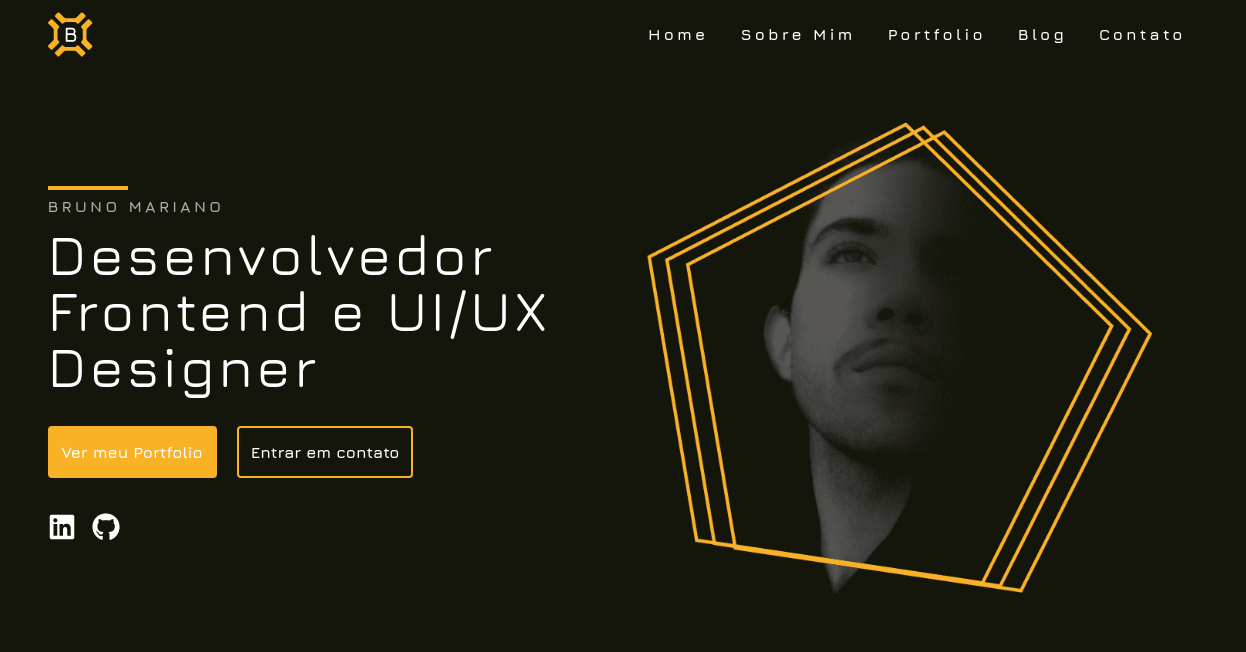 B
Home Sobre Mim Portfolio Blog Contato
BRUNO MARIANO
Desenvolvedor
Frontend e UI/UX
Designer
Ver meu Portfolio Entrar em contato
in